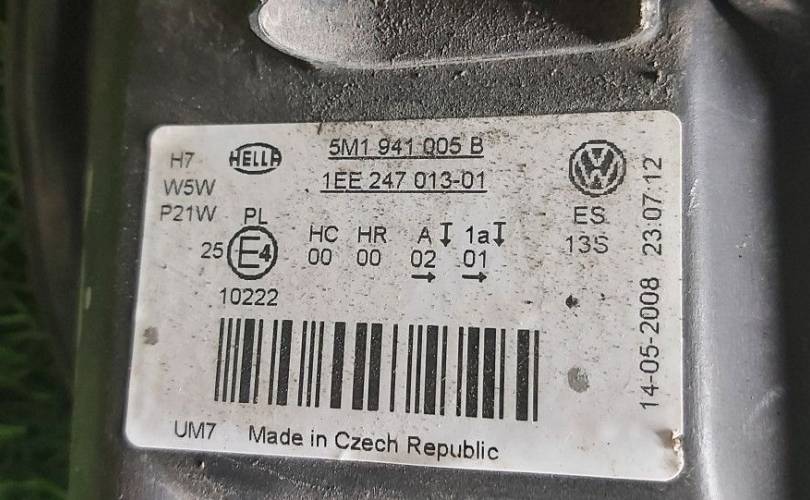 H7 HELLA 5M1 941 005 B
W5W 1EE 247 013-01
P21W PL ES
HC HR A 1a 13S
25 E4 00 00 02 01
→ →
10222
14-05-2008 23:07:12
UM7 Made in Czech Republic